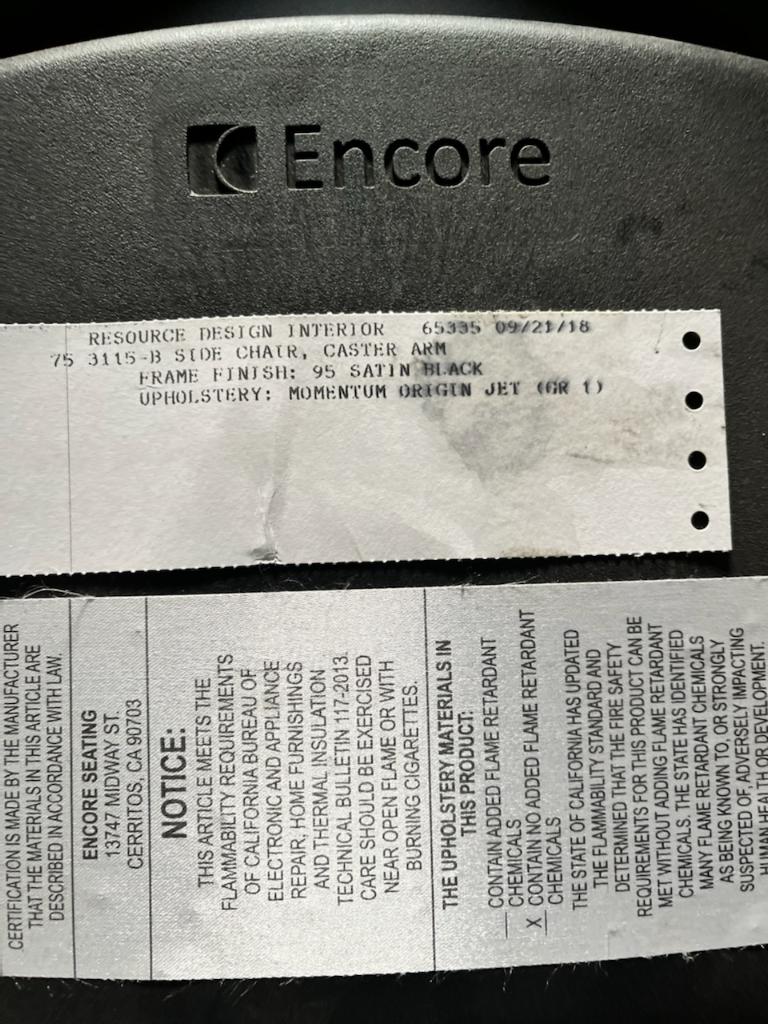 Encore
RESOURCE DESIGN INTERIOR 65335 09/21/18
75 3115-B SIDE CHAIR, CASTER ARM
FRAME FINISH: 95 SATIN BLACK
UPHOLSTERY: MOMENTUM ORIGIN JET (GR 1)
CERTIFICATION IS MADE BY THE MANUFACTURER
THAT THE MATERIALS IN THIS ARTICLE ARE
DESCRIBED IN ACCORDANCE WITH LAW.
ENCORE SEATING
13747 MIDWAY ST.
CERRITOS, CA 90703
NOTICE:
THIS ARTICLE MEETS THE
FLAMMABILITY REQUIREMENTS
OF CALIFORNIA BUREAU OF
ELECTRONIC AND APPLIANCE
REPAIR, HOME FURNISHINGS
AND THERMAL INSULATION
TECHNICAL BULLETIN 117-2013.
CARE SHOULD BE EXERCISED
NEAR OPEN FLAME OR WITH
BURNING CIGARETTES.
THE UPHOLSTERY MATERIALS IN
THIS PRODUCT:
__CONTAIN ADDED FLAME RETARDANT
CHEMICALS
X CONTAIN NO ADDED FLAME RETARDANT
CHEMICALS
THE STATE OF CALIFORNIA HAS UPDATED
THE FLAMMABILITY STANDARD AND
DETERMINED THAT THE FIRE SAFETY
REQUIREMENTS FOR THIS PRODUCT CAN BE
MET WITHOUT ADDING FLAME RETARDANT
CHEMICALS. THE STATE HAS IDENTIFIED
MANY FLAME RETARDANT CHEMICALS
AS BEING KNOWN TO, OR STRONGLY
SUSPECTED OF, ADVERSELY IMPACTING
HUMAN HEALTH OR DEVELOPMENT.